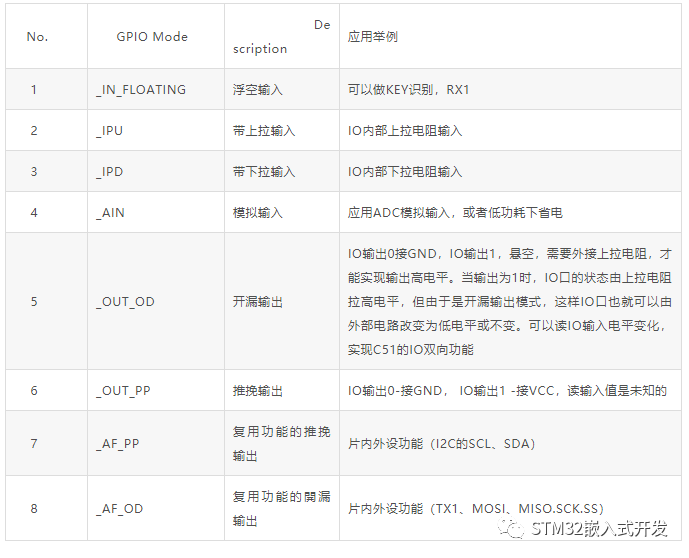 No.
GPIO Mode
De
scription
应用举例
1
_IN_FLOATING
浮空输入
可以做KEY识别，RX1
2
_IPU
带上拉输入
IO内部上拉电阻输入
3
_IPD
带下拉输入
IO内部下拉电阻输入
4
_AIN
模拟输入
应用ADC模拟输入，或者低功耗下省电
5
_OUT_OD
开漏输出
IO输出0接GND，IO输出1，悬空，需要外接上拉电阻，才
能实现输出高电平。当输出为1时，IO口的状态由上拉电阻
拉高电平，但由于是开漏输出模式，这样IO口也就可以由
外部电路改变为低电平或不变。可以读IO输入电平变化，
实现C51的IO双向功能
6
_OUT_PP
推挽输出
IO输出0-接GND， IO输出1 -接VCC，读输入值是未知的
7
_AF_PP
复用功能的推挽
输出
片内外设功能（I2C的SCL、SDA）
8
_AF_OD
复用功能的開漏
输出
片内外设功能（TX1、MOSI、MISO.SCK.SS）
STM32嵌入式开发